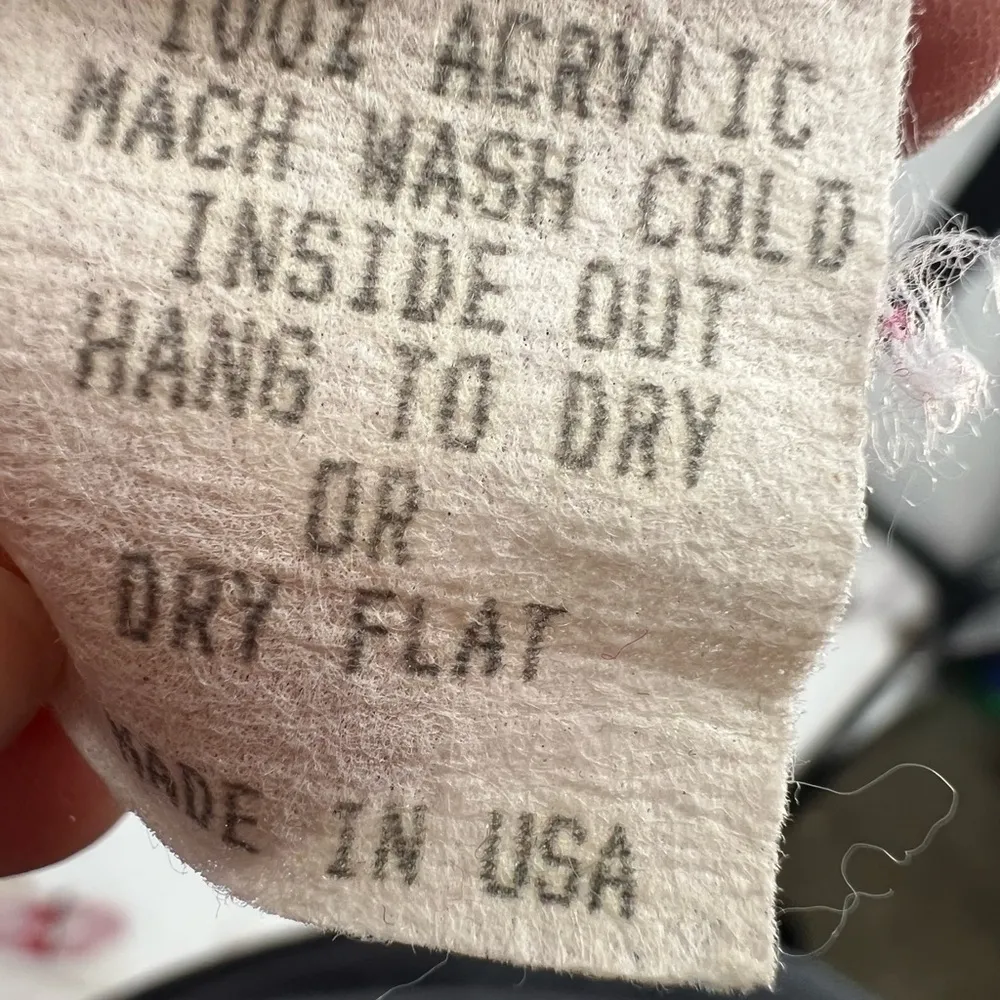 100% ACRYLIC
MACH WASH COLD
INSIDE OUT
HANG TO DRY
OR
DRY FLAT
MADE IN USA